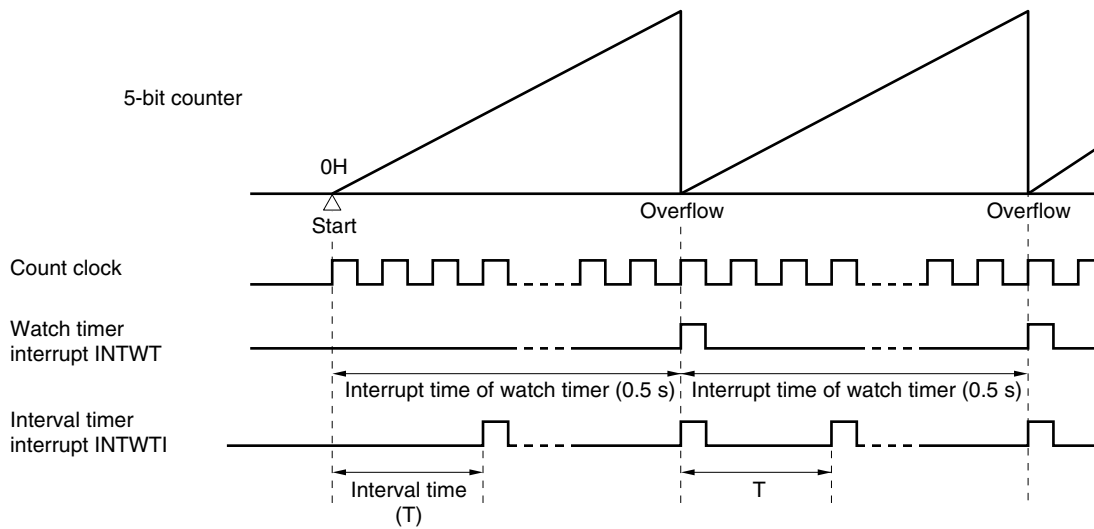 5-bit counter
0H
Start
Overflow
Overflow
Count clock
Watch timer
interrupt INTWT
Interrupt time of watch timer (0.5 s)
Interrupt time of watch timer (0.5 s)
Interval timer
interrupt INTWTI
Interval time
(T)
T